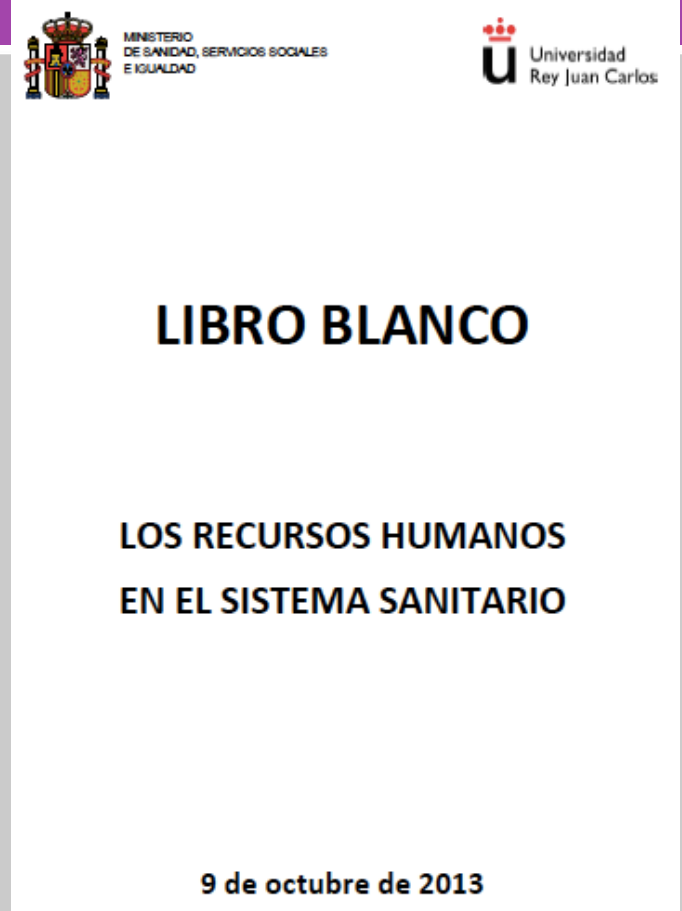 MINISTERIO
DE SANIDAD, SERVICIOS SOCIALES
E IGUALDAD
Universidad
Rey Juan Carlos
LIBRO BLANCO
LOS RECURSOS HUMANOS
EN EL SISTEMA SANITARIO
9 de octubre de 2013